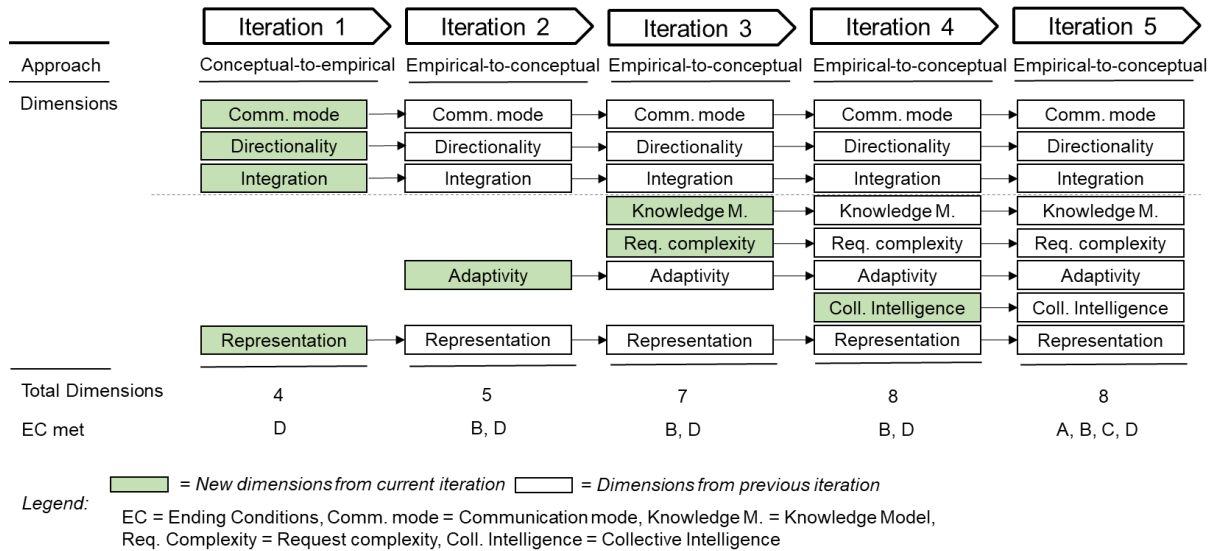 Iteration 1 Iteration 2 Iteration 3 Iteration 4 Iteration 5
Approach Conceptual-to-empirical Empirical-to-conceptual Empirical-to-conceptual Empirical-to-conceptual Empirical-to-conceptual
Dimensions
Comm. mode Comm. mode Comm. mode Comm. mode Comm. mode
Directionality Directionality Directionality Directionality Directionality
Integration Integration Integration Integration Integration
Knowledge M. Knowledge M. Knowledge M.
Req. complexity Req. complexity Req. complexity
Adaptivity Adaptivity Adaptivity Adaptivity
Coll. Intelligence Coll. Intelligence
Representation Representation Representation Representation Representation
Total Dimensions 4 5 7 8 8
EC met D B, D B, D B, D A, B, C, D
Legend: = New dimensions from current iteration = Dimensions from previous iteration
EC = Ending Conditions, Comm. mode = Communication mode, Knowledge M. = Knowledge Model,
Req. Complexity = Request complexity, Coll. Intelligence = Collective Intelligence